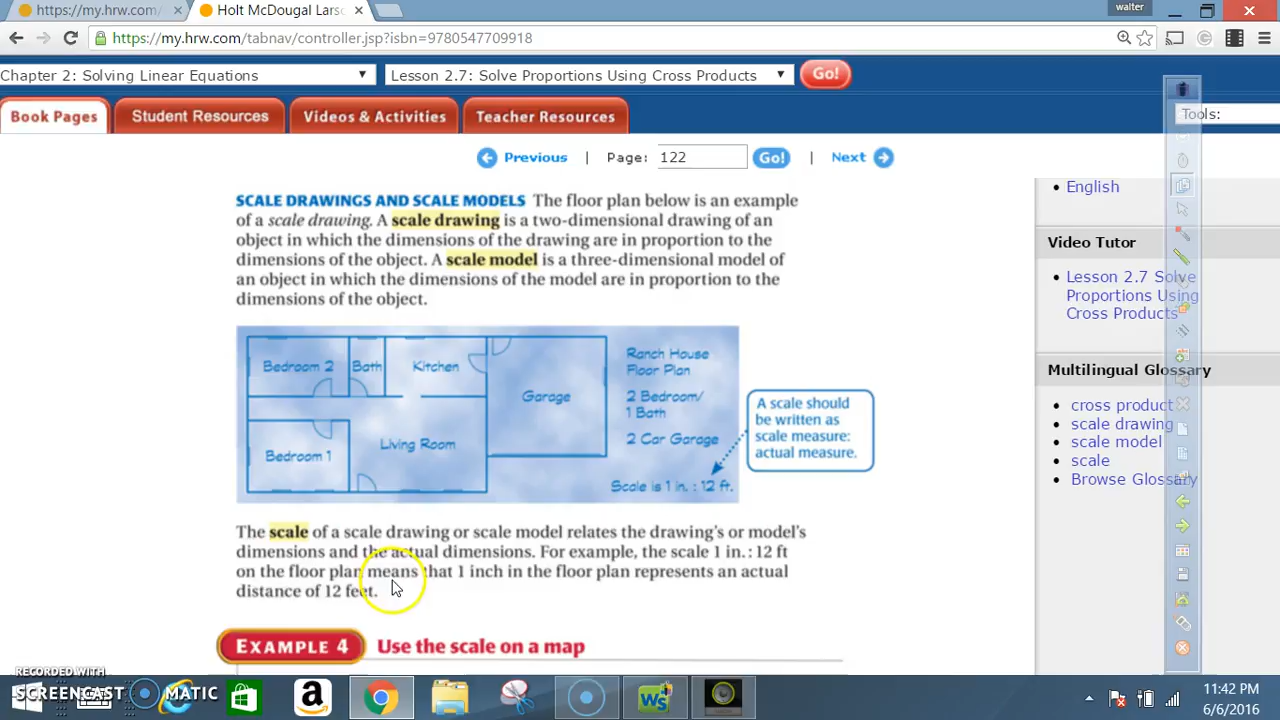 https://my.hrw.com/tabnav/ ×
Holt McDougal Lars ×
walter
https://my.hrw.com/tabnav/controller.jsp?isbn=9780547709918
Chapter 2: Solving Linear Equations
Lesson 2.7: Solve Proportions Using Cross Products
Go!
Book Pages
Student Resources
Videos & Activities
Teacher Resources
Tools:
Previous | Page: 122 Go! | Next
SCALE DRAWINGS AND SCALE MODELS The floor plan below is an example
of a scale drawing. A scale drawing is a two-dimensional drawing of an
object in which the dimensions of the drawing are in proportion to the
dimensions of the object. A scale model is a three-dimensional model of
an object in which the dimensions of the model are in proportion to the
dimensions of the object.
Bedroom 2
Bath
Kitchen
Garage
Living Room
Bedroom 1
Ranch House
Floor Plan
2 Bedroom/
1 Bath
2 Car Garage
Scale is 1 in. : 12 ft.
A scale should
be written as
scale measure:
actual measure.
The scale of a scale drawing or scale model relates the drawing's or model's
dimensions and the actual dimensions. For example, the scale 1 in. : 12 ft
on the floor plan means that 1 inch in the floor plan represents an actual
distance of 12 feet.
EXAMPLE 4 Use the scale on a map
• English
Video Tutor
• Lesson 2.7 Solve
Proportions Using
Cross Products
Multilingual Glossary
• cross product
• scale drawing
• scale model
• scale
• Browse Glossary
RECORDED WITH
SCREENCAST MATIC
WS
11:42 PM
6/6/2016